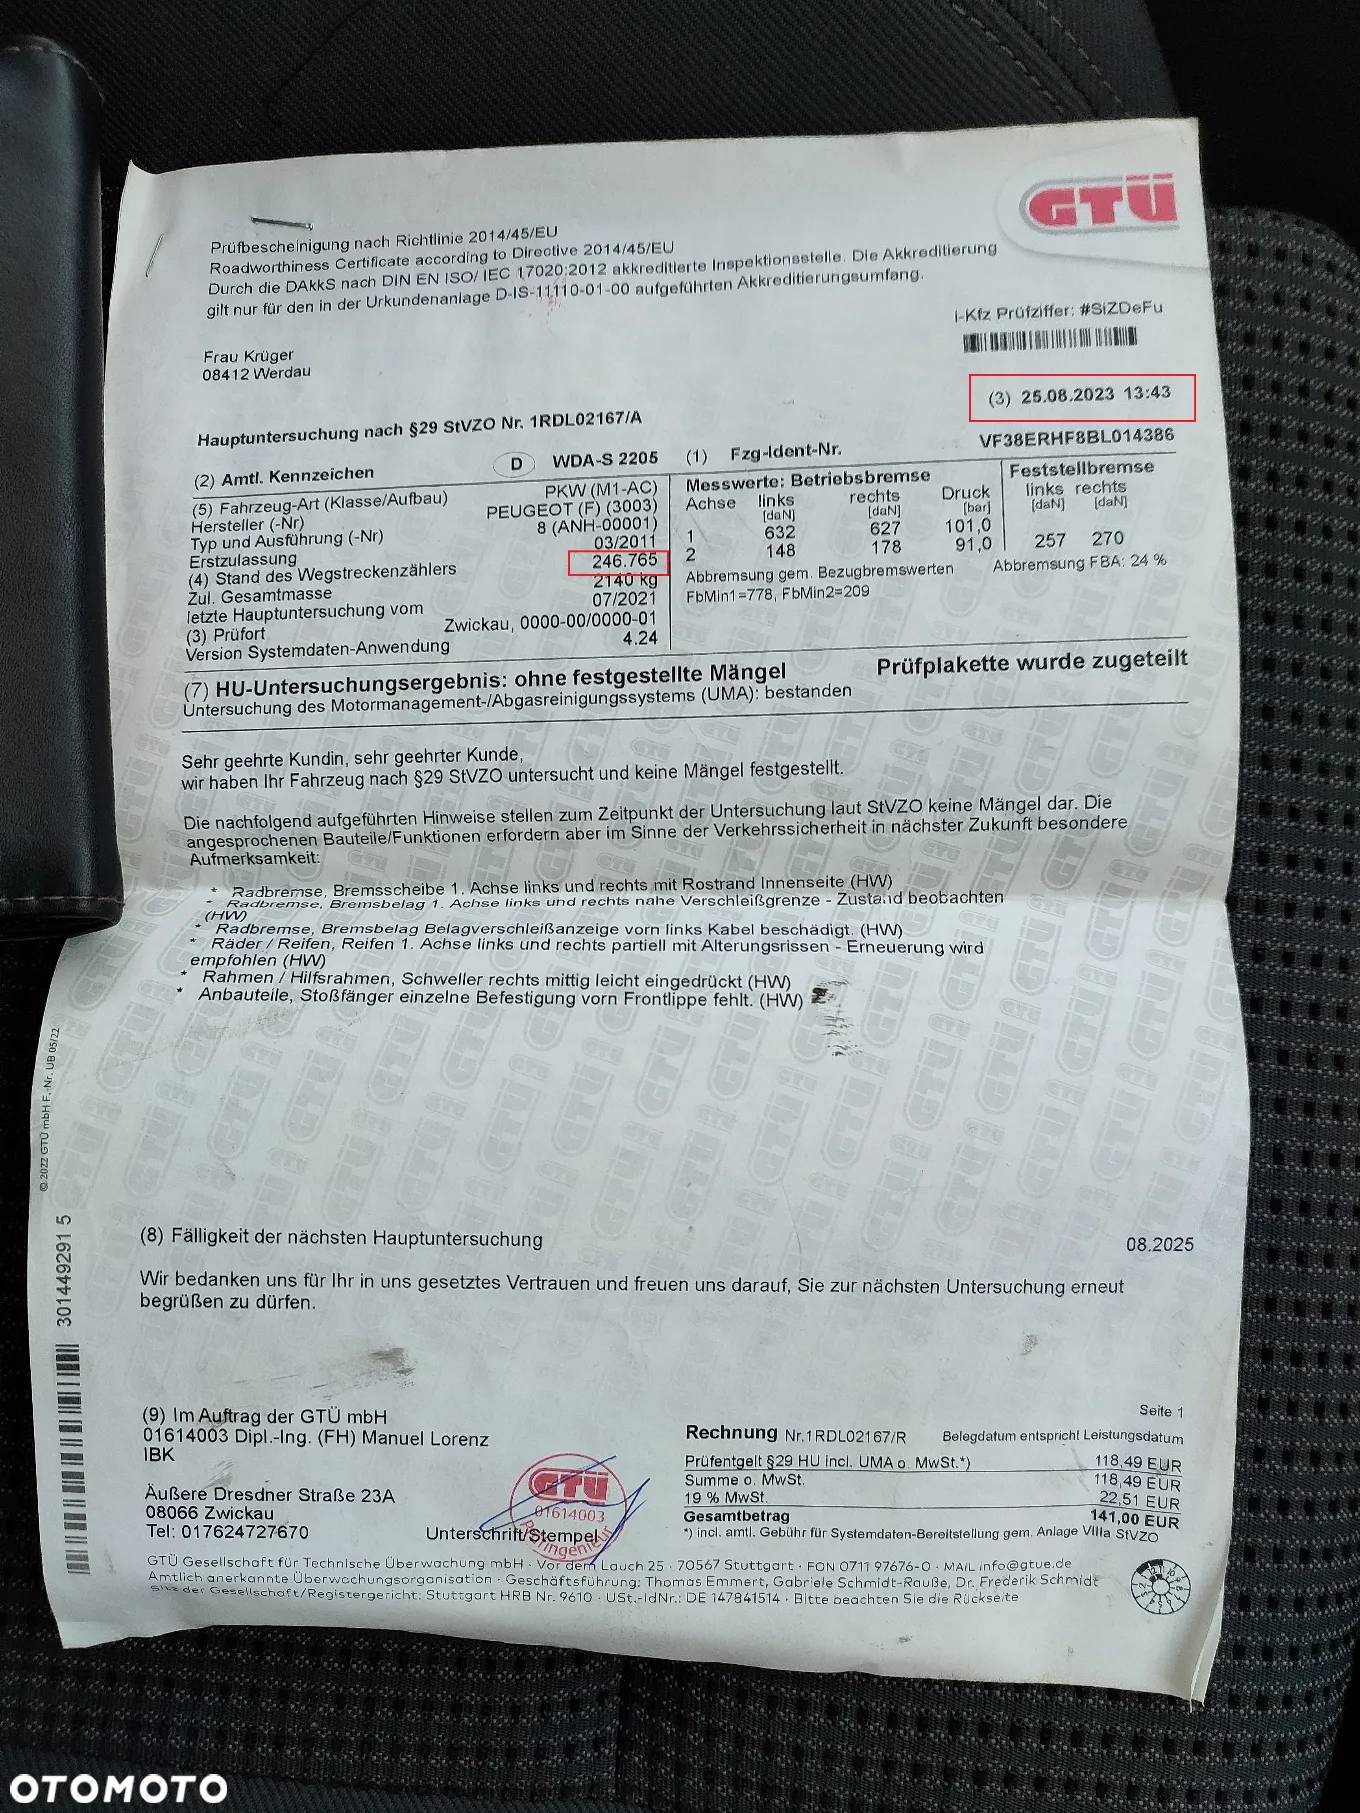 GTÜ
Prüfbescheinigung nach Richtlinie 2014/45/EU
Roadworthiness Certificate according to Directive 2014/45/EU
Durch die DAkkS nach DIN EN ISO/ IEC 17020:2012 akkreditierte Inspektionsstelle. Die Akkreditierung
gilt nur für den in der Urkundenanlage D-IS-11110-01-00 aufgeführten Akkreditierungsumfang.
i-Kfz Prüfziffer: #SiZDeFu
Frau Krüger
08412 Werdau
(3) 25.08.2023 13:43
Hauptuntersuchung nach §29 StVZO Nr. 1RDL02167/A
(2) Amtl. Kennzeichen D WDA-S 2205 (1) Fzg-Ident-Nr. VF38ERHF8BL014386
(5) Fahrzeug-Art (Klasse/Aufbau) PKW (M1-AC)
Hersteller (-Nr) PEUGEOT (F) (3003)
Typ und Ausführung (-Nr) 8 (ANH-00001)
Erstzulassung 03/2011
(4) Stand des Wegstreckenzählers 246.765
Zul. Gesamtmasse 2140 kg
letzte Hauptuntersuchung vom 07/2021
(3) Prüfort Zwickau, 0000-00/0000-01
Version Systemdaten-Anwendung 4.24
Messwerte: Betriebsbremse Feststellbremse
Achse links rechts Druck links rechts
[daN] [daN] [bar] [daN] [daN]
1 632 627 101,0
2 148 178 91,0 257 270
Abbremsung gem. Bezugbremswerten Abbremsung FBA: 24 %
FbMin1=778, FbMin2=209
(7) HU-Untersuchungsergebnis: ohne festgestellte Mängel Prüfplakette wurde zugeteilt
Untersuchung des Motormanagement-/Abgasreinigungssystems (UMA): bestanden
Sehr geehrte Kundin, sehr geehrter Kunde,
wir haben Ihr Fahrzeug nach §29 StVZO untersucht und keine Mängel festgestellt.
Die nachfolgend aufgeführten Hinweise stellen zum Zeitpunkt der Untersuchung laut StVZO keine Mängel dar. Die
angesprochenen Bauteile/Funktionen erfordern aber im Sinne der Verkehrssicherheit in nächster Zukunft besondere
Aufmerksamkeit:
* Radbremse, Bremsscheibe 1. Achse links und rechts mit Rostrand Innenseite (HW)
* Radbremse, Bremsbelag 1. Achse links und rechts nahe Verschleißgrenze - Zustand beobachten
(HW)
* Radbremse, Bremsbelag Belagverschleißanzeige vorn links Kabel beschädigt. (HW)
* Räder / Reifen, Reifen 1. Achse links und rechts partiell mit Alterungsrissen - Erneuerung wird
empfohlen (HW)
* Rahmen / Hilfsrahmen, Schweller rechts mittig leicht eingedrückt (HW)
* Anbauteile, Stoßfänger einzelne Befestigung vorn Frontlippe fehlt. (HW)
© 2022 GTÜ mbH F.-Nr. UB 05/22
301449291 5
(8) Fälligkeit der nächsten Hauptuntersuchung 08.2025
Wir bedanken uns für Ihr in uns gesetztes Vertrauen und freuen uns darauf, Sie zur nächsten Untersuchung erneut
begrüßen zu dürfen.
Seite 1
(9) Im Auftrag der GTÜ mbH
01614003 Dipl.-Ing. (FH) Manuel Lorenz
IBK
Äußere Dresdner Straße 23A
08066 Zwickau
Tel: 017624727670
Unterschrift/Stempel
GTÜ
01614003
Prüfingenieur
Rechnung Nr.1RDL02167/R Belegdatum entspricht Leistungsdatum
Prüfentgelt §29 HU incl. UMA o. MwSt.*) 118,49 EUR
Summe o. MwSt. 118,49 EUR
19 % MwSt. 22,51 EUR
Gesamtbetrag 141,00 EUR
*) incl. amtl. Gebühr für Systemdaten-Bereitstellung gem. Anlage VIIIa StVZO
GTÜ Gesellschaft für Technische Überwachung mbH · Vor dem Lauch 25 · 70567 Stuttgart · FON 0711 97676-0 · MAIL info@gtue.de
Amtlich anerkannte Überwachungsorganisation · Geschäftsführung: Thomas Emmert, Gabriele Schmidt-Rauße, Dr. Frederik Schmidt
Sitz der Gesellschaft/Registergericht: Stuttgart HRB Nr. 9610 · USt.-IdNr.: DE 147841514 · Bitte beachten Sie die Rückseite
OTOMOTO